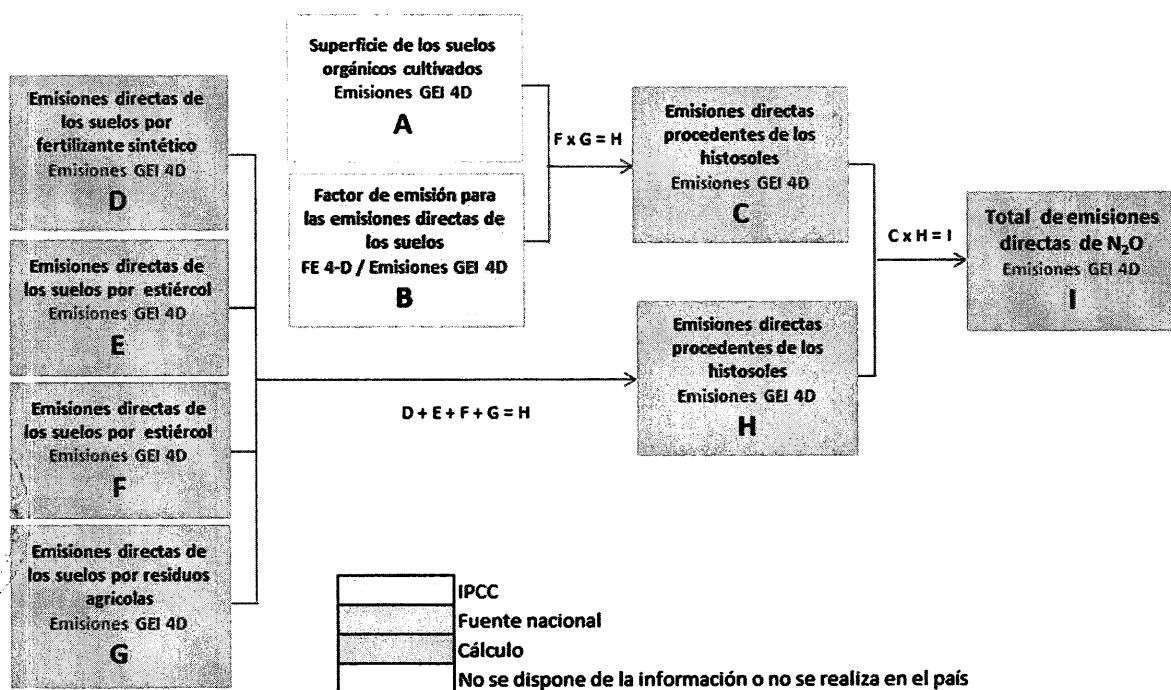 Superficie de los suelos
orgánicos cultivados
Emisiones GEI 4D
A
Emisiones directas de
los suelos por
fertilizante sintético
Emisiones GEI 4D
D
F x G = H
Emisiones directas
procedentes de los
histosoles
Emisiones GEI 4D
C
Factor de emisión para
las emisiones directas de
los suelos
FE 4-D / Emisiones GEI 4D
B
C x H = I
Total de emisiones
directas de N₂O
Emisiones GEI 4D
I
Emisiones directas de
los suelos por estiércol
Emisiones GEI 4D
E
Emisiones directas
procedentes de los
histosoles
Emisiones GEI 4D
H
D + E + F + G = H
Emisiones directas de
los suelos por estiércol
Emisiones GEI 4D
F
Emisiones directas de
los suelos por residuos
agrícolas
Emisiones GEI 4D
G
IPCC
Fuente nacional
Cálculo
No se dispone de la información o no se realiza en el país